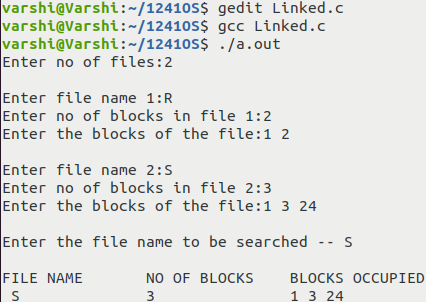 varshi@Varshi:~/1241OS$ gedit Linked.c
varshi@Varshi:~/1241OS$ gcc Linked.c
varshi@Varshi:~/1241OS$ ./a.out
Enter no of files:2
Enter file name 1:R
Enter no of blocks in file 1:2
Enter the blocks of the file:1 2
Enter file name 2:S
Enter no of blocks in file 2:3
Enter the blocks of the file:1 3 24
Enter the file name to be searched -- S
FILE NAME NO OF BLOCKS BLOCKS OCCUPIED
S 3 1 3 24